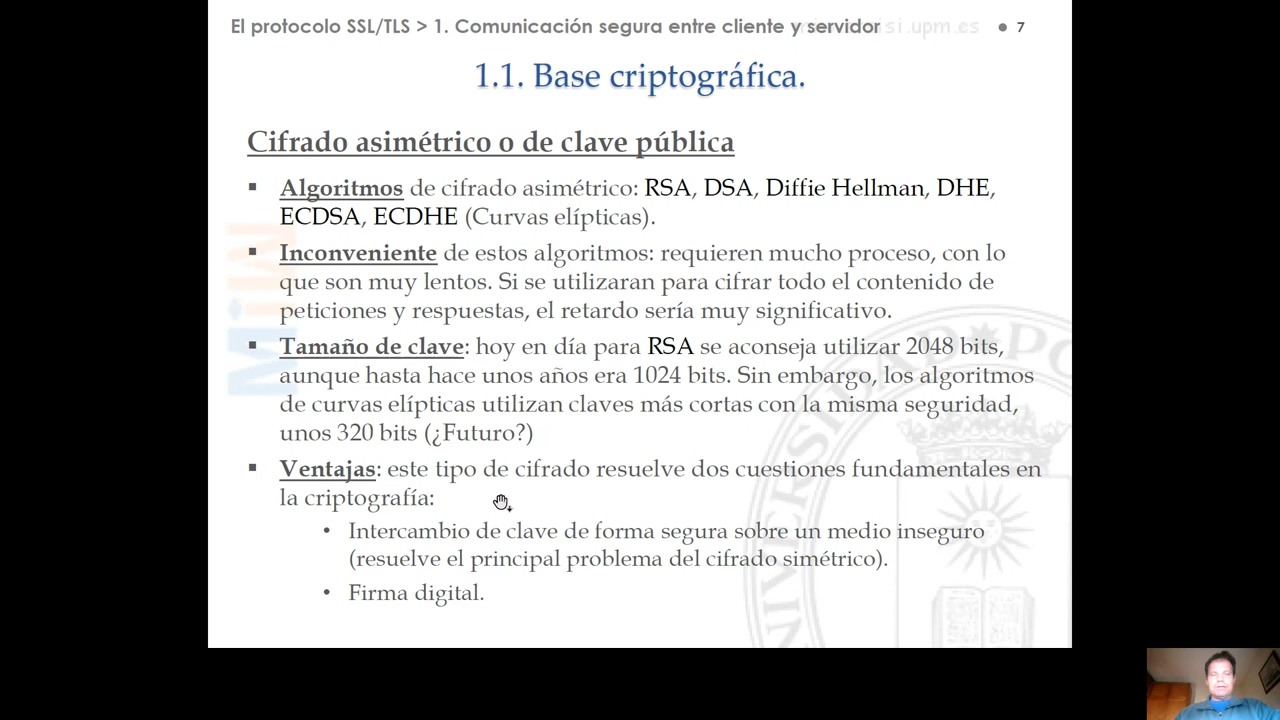 El protocolo SSL/TLS > 1. Comunicación segura entre cliente y servidor
si.upm.es
● 7
1.1. Base criptográfica.
Cifrado asimétrico o de clave pública
▪ Algoritmos de cifrado asimétrico: RSA, DSA, Diffie Hellman, DHE,
ECDSA, ECDHE (Curvas elípticas).
▪ Inconveniente de estos algoritmos: requieren mucho proceso, con lo
que son muy lentos. Si se utilizaran para cifrar todo el contenido de
peticiones y respuestas, el retardo sería muy significativo.
▪ Tamaño de clave: hoy en día para RSA se aconseja utilizar 2048 bits,
aunque hasta hace unos años era 1024 bits. Sin embargo, los algoritmos
de curvas elípticas utilizan claves más cortas con la misma seguridad,
unos 320 bits (¿Futuro?)
▪ Ventajas: este tipo de cifrado resuelve dos cuestiones fundamentales en
la criptografía:
• Intercambio de clave de forma segura sobre un medio inseguro
(resuelve el principal problema del cifrado simétrico).
• Firma digital.
MiW
UNIVERSIDAD PO